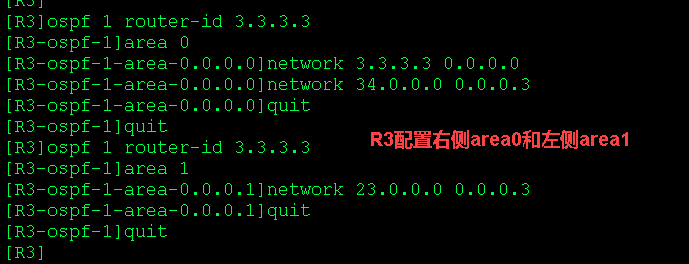 [R3]
[R3]ospf 1 router-id 3.3.3.3
[R3-ospf-1]area 0
[R3-ospf-1-area-0.0.0.0]network 3.3.3.3 0.0.0.0
[R3-ospf-1-area-0.0.0.0]network 34.0.0.0 0.0.0.3
[R3-ospf-1-area-0.0.0.0]quit
[R3-ospf-1]quit
[R3]ospf 1 router-id 3.3.3.3
R3配置右侧area0和左侧area1
[R3-ospf-1]area 1
[R3-ospf-1-area-0.0.0.1]network 23.0.0.0 0.0.0.3
[R3-ospf-1-area-0.0.0.1]quit
[R3-ospf-1]quit
[R3]